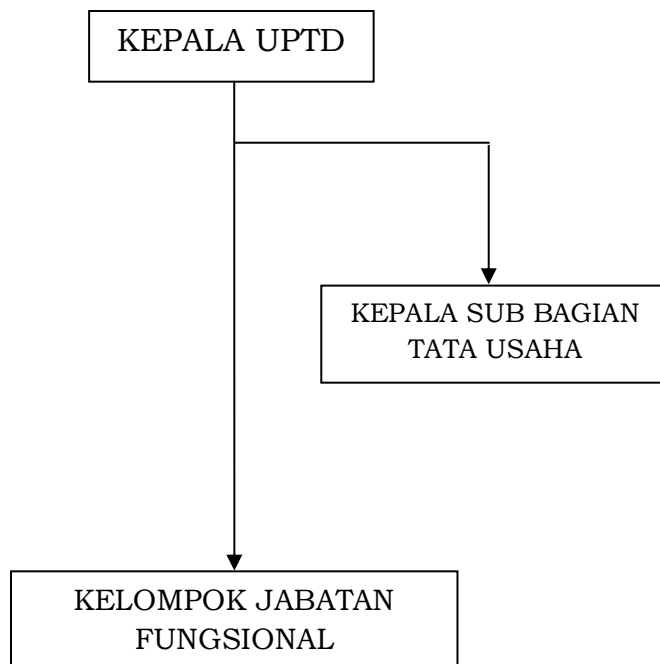 KEPALA UPTD
KEPALA SUB BAGIAN
TATA USAHA
KELOMPOK JABATAN
FUNGSIONAL